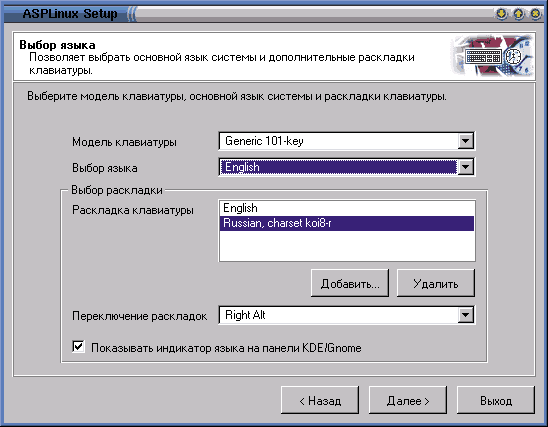 ASPLinux Setup
Выбор языка
Позволяет выбрать основной язык системы и дополнительные раскладки
клавиатуры.
Выберите модель клавиатуры, основной язык системы и раскладки клавиатуры.
Модель клавиатуры Generic 101-key
Выбор языка English
Выбор раскладки
Раскладка клавиатуры English
Russian, charset koi8-r
Добавить... Удалить
Переключение раскладок Right Alt
Показывать индикатор языка на панели KDE/Gnome
< Назад Далее > Выход